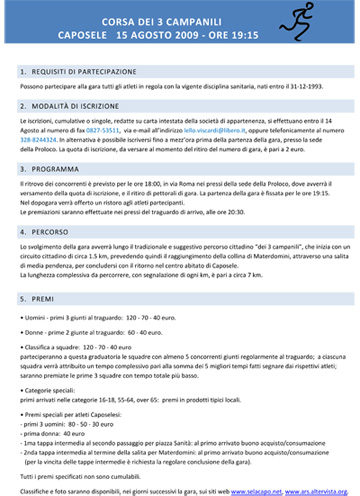 CORSA DEI 3 CAMPANILI
CAPOSELE 15 AGOSTO 2009 - ORE 19:15
1. REQUISITI DI PARTECIPAZIONE
Possono partecipare alla gara tutti gli atleti in regola con la vigente disciplina sanitaria, nati entro il 31-12-1993.
2. MODALITÀ DI ISCRIZIONE
Le iscrizioni, cumulative o singole, redatte su carta intestata della società di appartenenza, si effettuano entro il 14
Agosto al numero di fax 0827-53511, via e-mail all'indirizzo lello.viscardi@libero.it, oppure telefonicamente al numero
328-8244324. In alternativa è possibile iscriversi fino a mezz'ora prima della partenza della gara, presso la sede
della Proloco. La quota di iscrizione, da versare al momento del ritiro del numero di gara, è pari a 2 euro.
3. PROGRAMMA
Il ritrovo dei concorrenti è previsto per le ore 18:00, in via Roma nei pressi della sede della Proloco, dove avverrà il
versamento della quota di iscrizione, e il ritiro di pettorali di gara. La partenza della gara è fissata per le ore 19:15.
Nel dopogara verrà offerto un ristoro agli atleti partecipanti.
Le premiazioni saranno effettuate nei pressi del traguardo di arrivo, alle ore 20:30.
4. PERCORSO
Lo svolgimento della gara avverrà lungo il tradizionale e suggestivo percorso cittadino "dei 3 campanili", che inizia con un
circuito cittadino di circa 1.5 km, prevedendo quindi il raggiungimento della collina di Materdomini, attraverso una salita
di media pendenza, per concludersi con il ritorno nel centro abitato di Caposele.
La lunghezza complessiva da percorrere, con segnalazione di ogni km, è pari a circa 7 km.
5. PREMI
• Uomini - primi 3 giunti al traguardo: 120 - 70 - 40 euro.
• Donne - prime 2 giunte al traguardo: 60 - 40 euro.
• Classifica a squadre: 120 - 70 - 40 euro
parteciperanno a questa graduatoria le squadre con almeno 5 concorrenti giunti regolarmente al traguardo; a ciascuna
squadra verrà attribuito un tempo complessivo pari alla somma dei 5 migliori tempi fatti segnare dai rispettivi atleti;
saranno premiate le prime 3 squadre con tempo totale più basso.
• Categorie speciali:
primi arrivati nelle categorie 16-18, 55-64, over 65: premi in prodotti tipici locali.
• Premi speciali per atleti Caposelesi:
- primi 3 uomini: 80 - 50 - 30 euro
- prima donna: 40 euro
- 1ma tappa intermedia al secondo passaggio per piazza Sanità: al primo arrivato buono acquisto/consumazione
- 2nda tappa intermedia al termine della salita per Materdomini: al primo arrivato buono acquisto/consumazione
(per la vincita delle tappe intermedie è richiesta la regolare conclusione della gara).
Tutti i premi specificati non sono cumulabili.
Classifiche e foto saranno disponibili, nei giorni successivi la gara, sui siti web www.selacapo.net, www.ars.altervista.org.